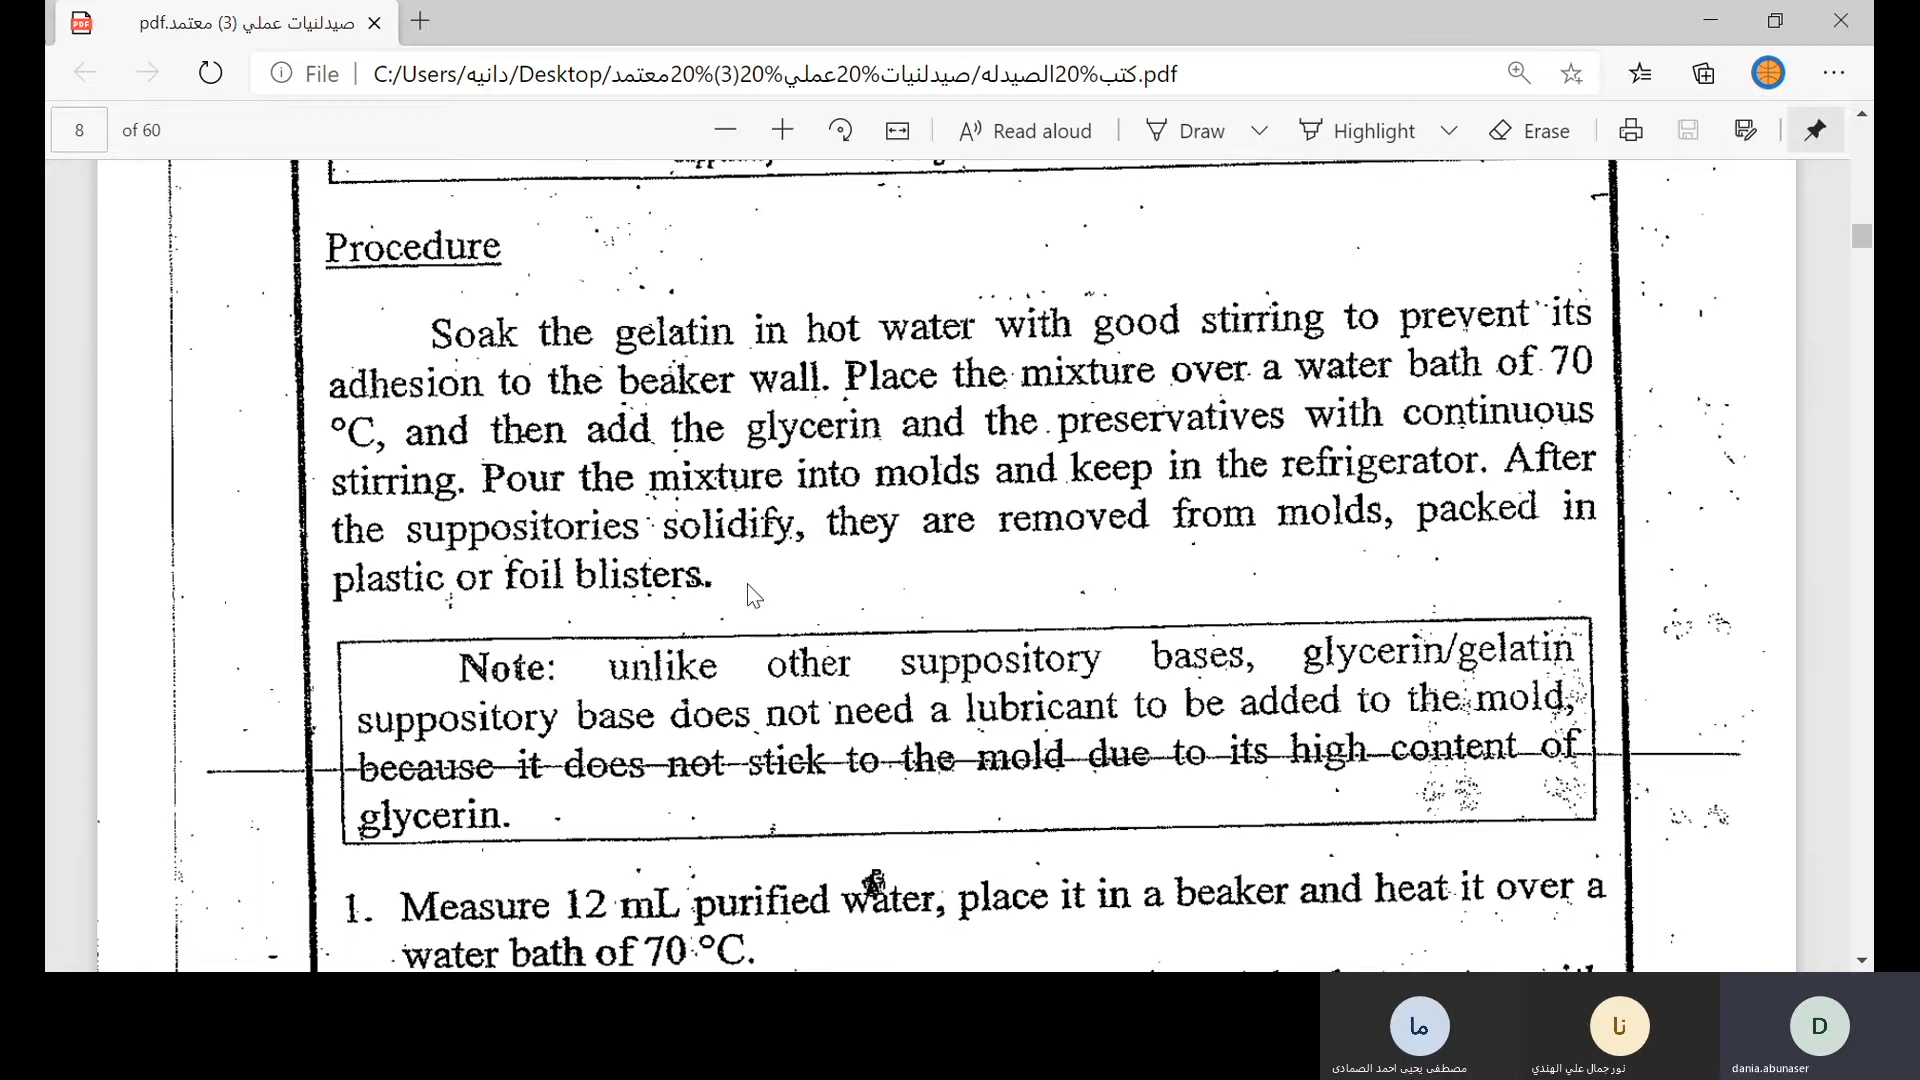 صيدلنيات عملي (3) معتمد.pdf
File
C:/Users/دانيه/Desktop/كتب%20الصيدله/صيدلنيات%20عملي%20(3)%20معتمد.pdf
8 of 60
Read aloud
Draw
Highlight
Erase
Procedure
Soak the gelatin in hot water with good stirring to prevent its
adhesion to the beaker wall. Place the mixture over a water bath of 70
°C, and then add the glycerin and the preservatives with continuous
stirring. Pour the mixture into molds and keep in the refrigerator. After
the suppositories solidify, they are removed from molds, packed in
plastic or foil blisters.
Note: unlike other suppository bases, glycerin/gelatin
suppository base does not need a lubricant to be added to the mold,
because it does not stick to the mold due to its high content of
glycerin.
1. Measure 12 mL purified water, place it in a beaker and heat it over a
water bath of 70 °C.
ما
نا
D
مصطفى يحيى احمد الصمادي
نور جمال علي الهندي
dania.abunaser